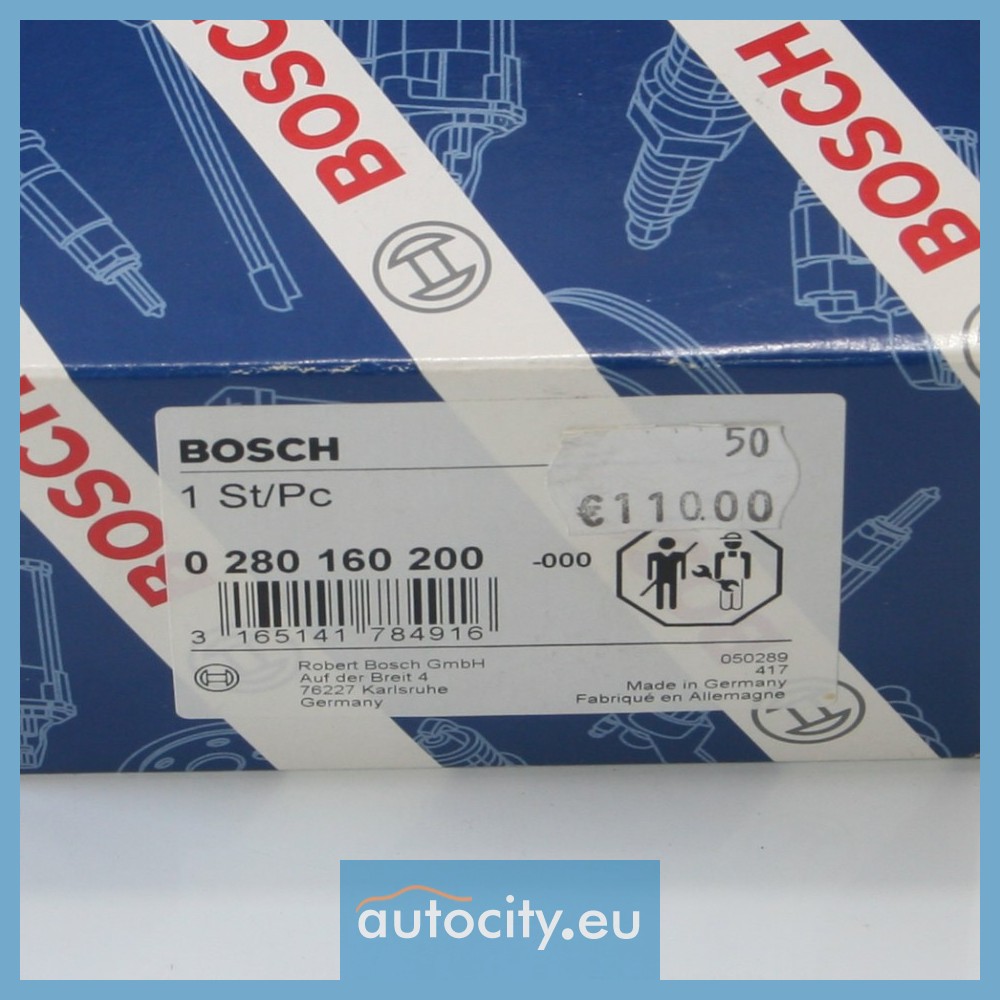 BOSCH
BOSCH
BOSCH
BOSCH
1 St/Pc
50
€110.00
0 280 160 200 -000
3 165141 784916
Robert Bosch GmbH
Auf der Breit 4
76227 Karlsruhe
Germany
050289
417
Made in Germany
Fabriqué en Allemagne
autocity.eu